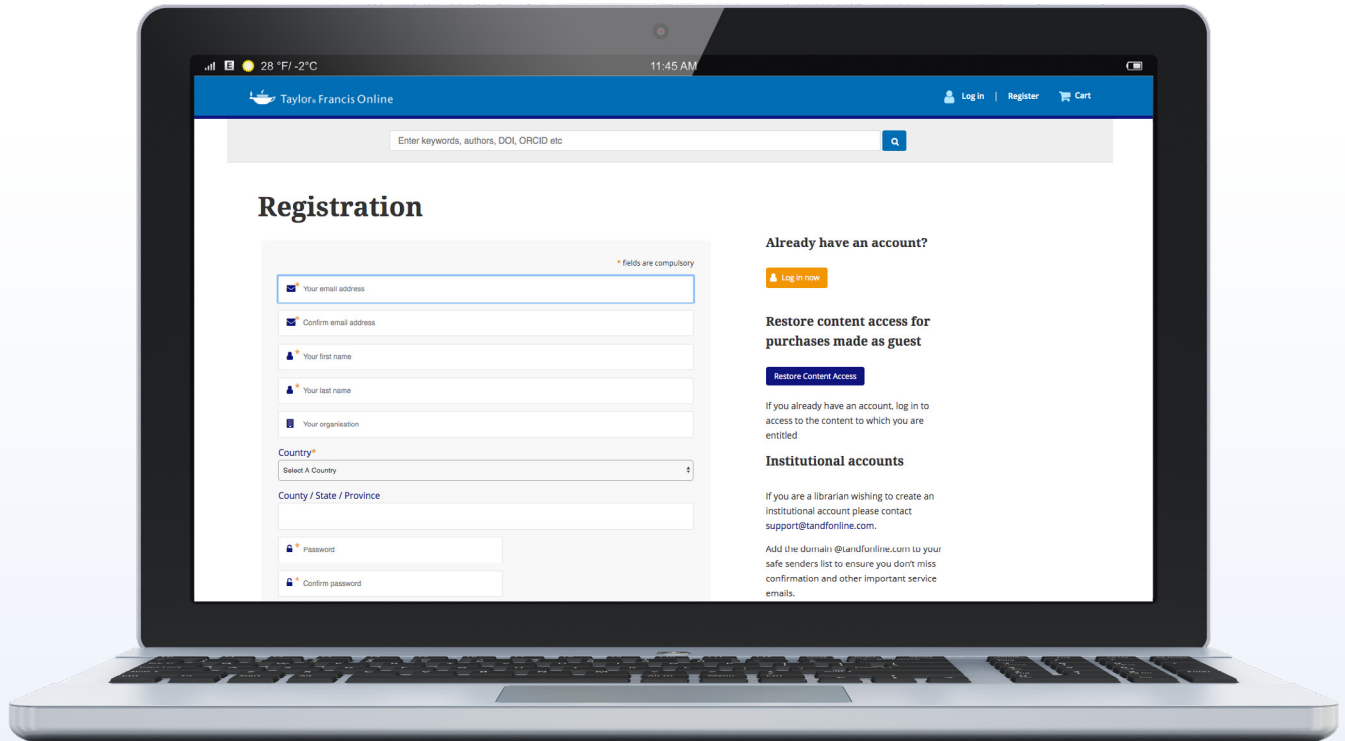 28 °F/ -2°C
11:45 AM
Taylor & Francis Online
Log in | Register Cart
Enter keywords, authors, DOI, ORCID etc
Registration
* fields are compulsory
* Your email address
* Confirm email address
* Your first name
* Your last name
Your organisation
Country*
Select A Country
County / State / Province
* Password
* Confirm password
Already have an account?
Log in now
Restore content access for
purchases made as guest
Restore Content Access
If you already have an account, log in to
access to the content to which you are
entitled
Institutional accounts
If you are a librarian wishing to create an
institutional account please contact
support@tandfonline.com.
Add the domain @tandfonline.com to your
safe senders list to ensure you don't miss
confirmation and other important service
emails.